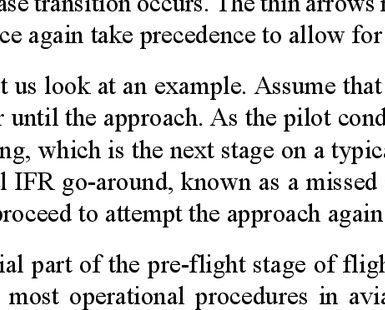 ase transition occurs. The thin arrows
ce again take precedence to allow for
t us look at an example. Assume that
r until the approach. As the pilot cond
ng, which is the next stage on a typica
l IFR go-around, known as a missed
proceed to attempt the approach again
ial part of the pre-flight stage of fligh
most operational procedures in avia